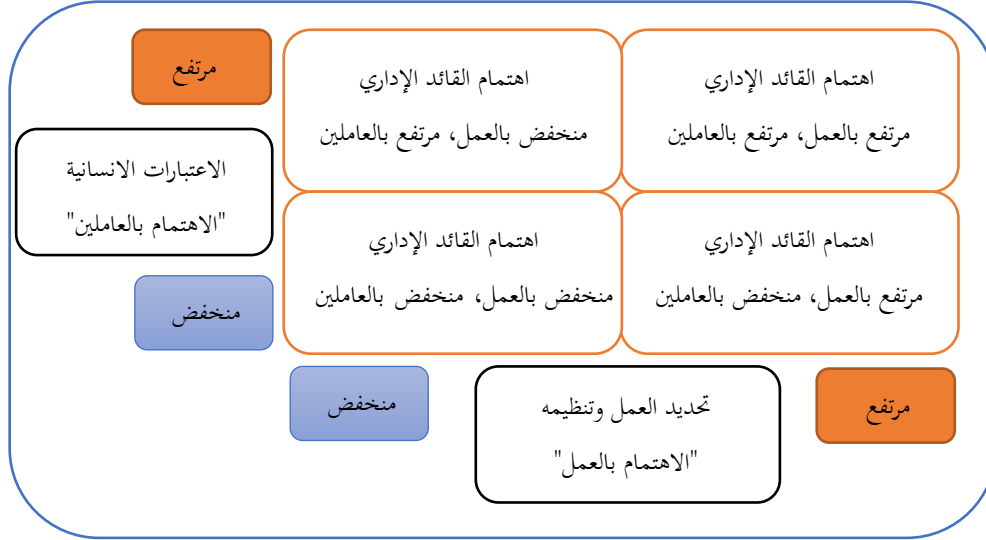 مرتفع
اهتمام القائد الإداري
منخفض بالعمل، مرتفع بالعاملين
اهتمام القائد الإداري
مرتفع بالعمل، مرتفع بالعاملين
الاعتبارات الانسانية
"الاهتمام بالعاملين"
اهتمام القائد الإداري
منخفض بالعمل، منخفض بالعاملين
اهتمام القائد الإداري
مرتفع بالعمل، منخفض بالعاملين
منخفض
منخفض
تحديد العمل وتنظيمه
"الاهتمام بالعمل"
مرتفع